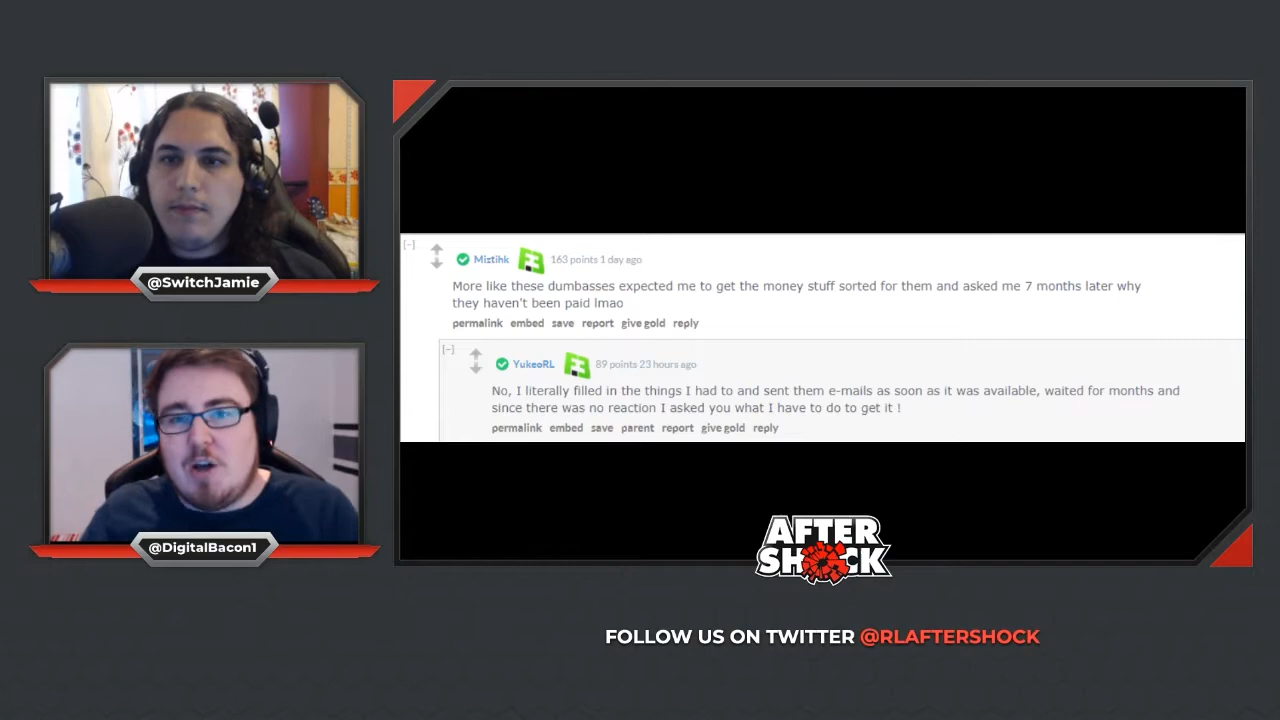 @SwitchJamie
@DigitalBacon1
[-]
Miztihk 163 points 1 day ago
More like these dumbasses expected me to get the money stuff sorted for them and asked me 7 months later why
they haven't been paid lmao
permalink embed save report give gold reply
[-]
YukeoRL 89 points 23 hours ago
No, I literally filled in the things I had to and sent them e-mails as soon as it was available, waited for months and
since there was no reaction I asked you what I have to do to get it !
permalink embed save parent report give gold reply
AFTER
SHOCK
FOLLOW US ON TWITTER @RLAFTERSHOCK